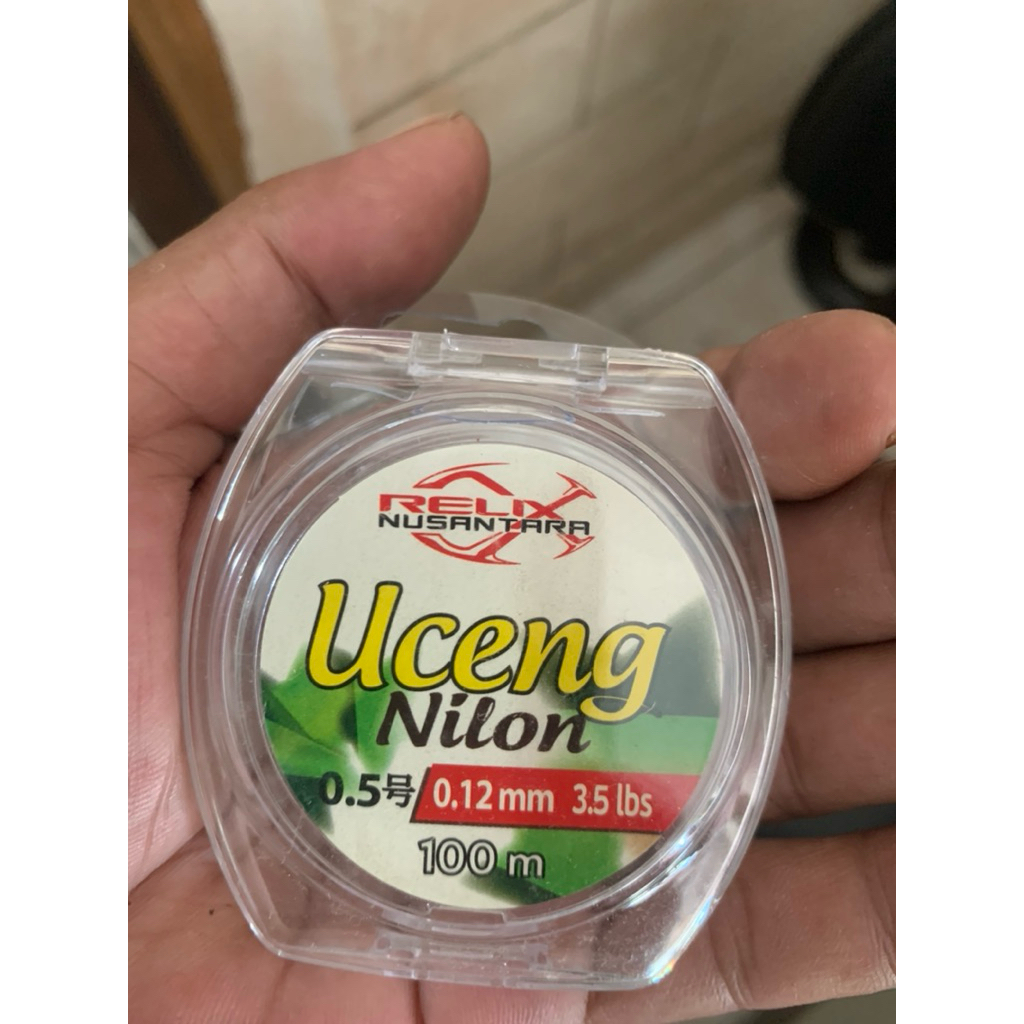 RELIX
NUSANTARA
Uceng
Nilon
0.5号 0.12 mm 3.5 lbs
100 m